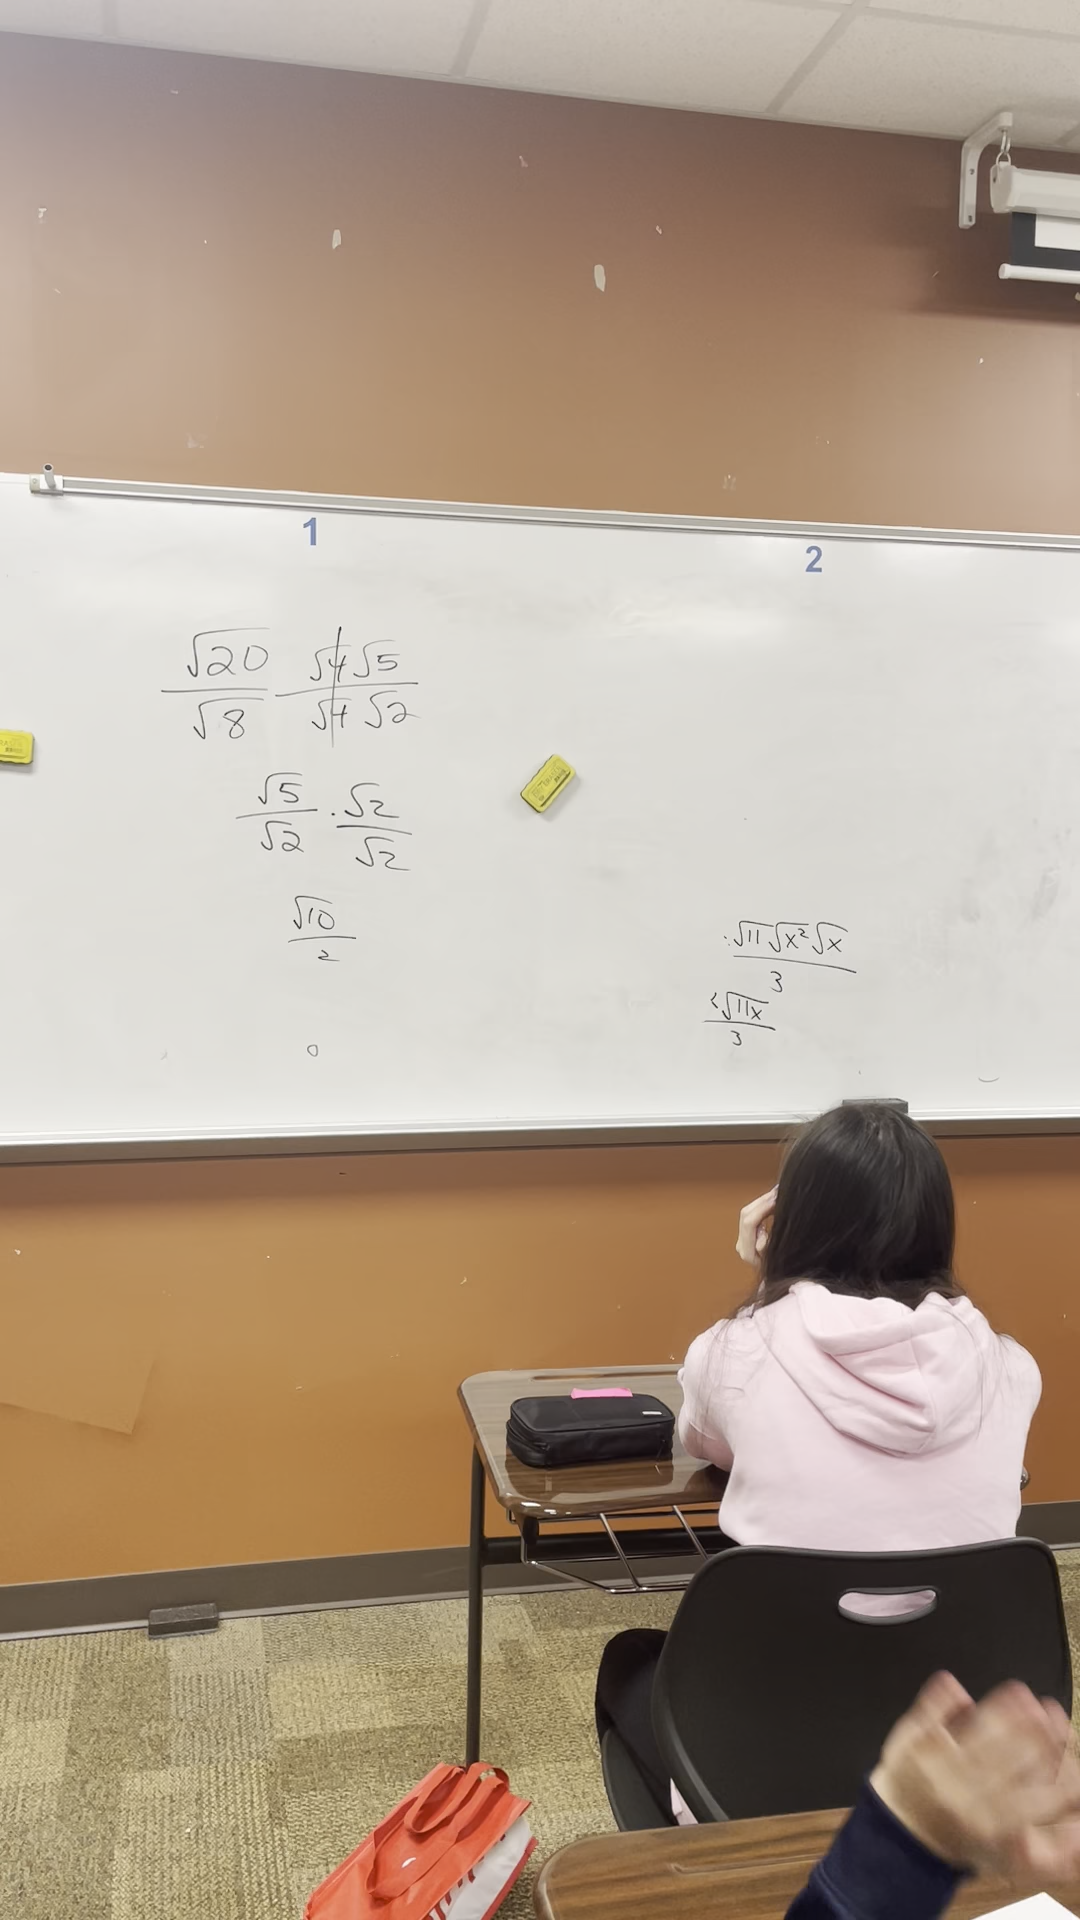 1
2
√20 √4 √5
√8 √4 √2
√5 · √2
√2 √2
√10
2
√11 √x² √x
3
√11x
3